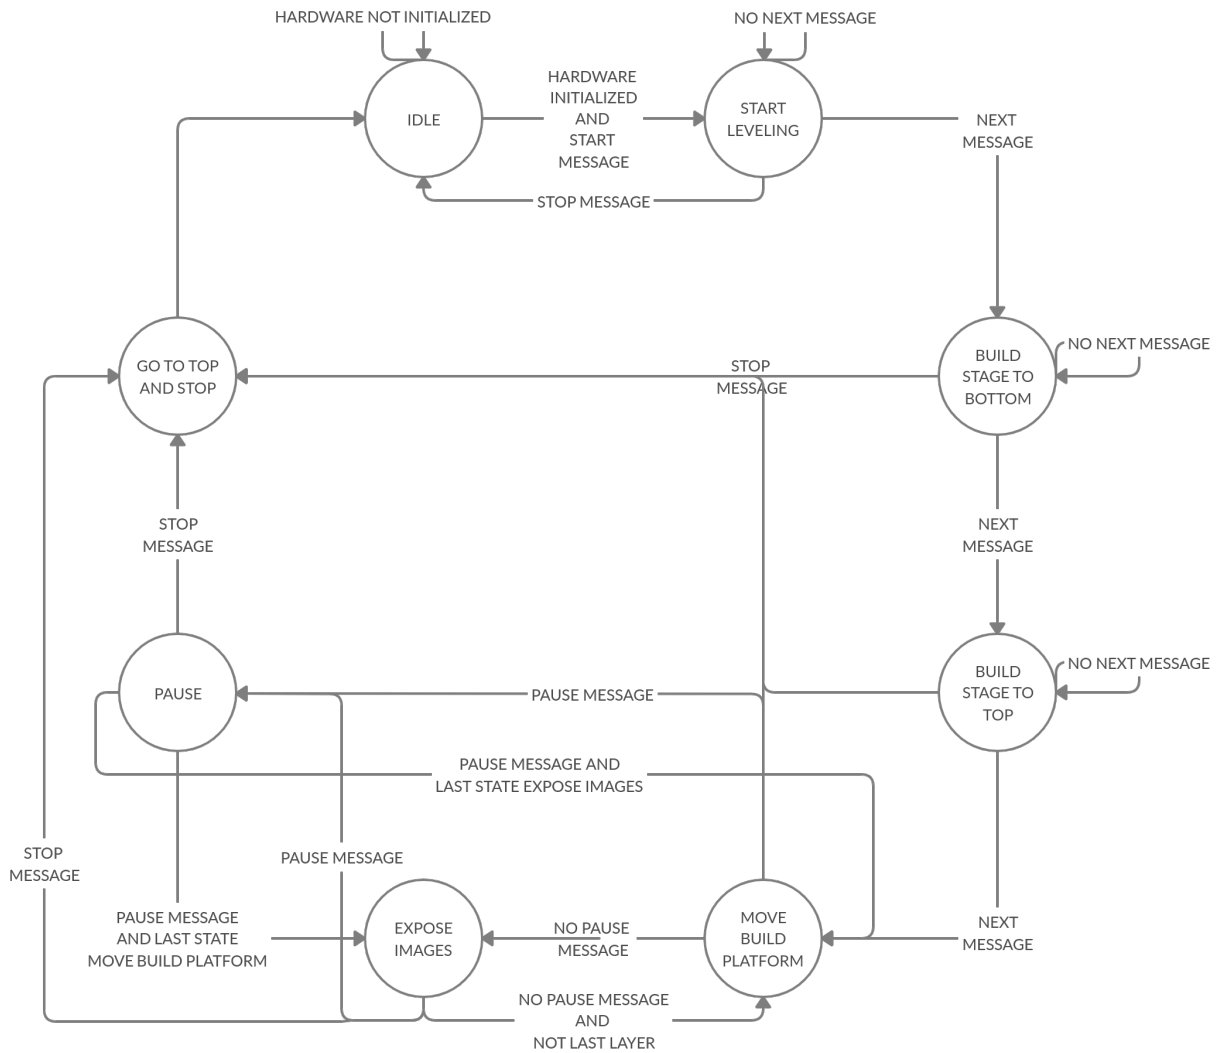 HARDWARE NOT INITIALIZED
NO NEXT MESSAGE
IDLE
HARDWARE
INITIALIZED
AND
START
MESSAGE
START
LEVELING
NEXT
MESSAGE
STOP MESSAGE
GO TO TOP
AND STOP
STOP
MESSAGE
BUILD
STAGE TO
BOTTOM
NO NEXT MESSAGE
STOP
MESSAGE
NEXT
MESSAGE
PAUSE
PAUSE MESSAGE
BUILD
STAGE TO
TOP
NO NEXT MESSAGE
PAUSE MESSAGE AND
LAST STATE EXPOSE IMAGES
STOP
MESSAGE
PAUSE MESSAGE
PAUSE MESSAGE
AND LAST STATE
MOVE BUILD PLATFORM
EXPOSE
IMAGES
NO PAUSE
MESSAGE
MOVE
BUILD
PLATFORM
NEXT
MESSAGE
NO PAUSE MESSAGE
AND
NOT LAST LAYER